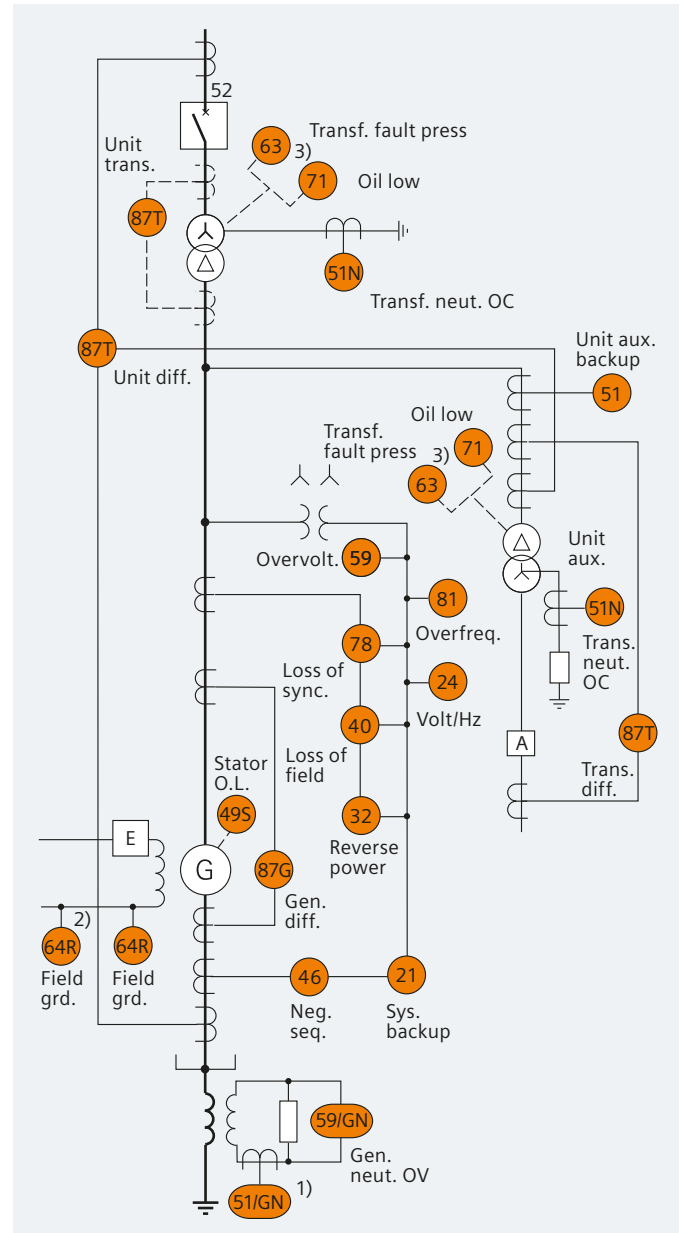 52
Transf. fault press
63
3)
71
Oil low
Unit
trans.
87T
51N
Transf. neut. OC
87T
Unit diff.
Unit aux.
backup
51
Oil low
71
Transf.
fault press
3)
63
Unit
aux.
Overvolt.
59
81
Overfreq.
51N
Trans.
neut.
OC
78
Loss of
sync.
24
Volt/Hz
40
Loss of
field
A
87T
Trans.
diff.
Stator
O.L.
49S
32
Reverse
power
E
G
87G
Gen.
diff.
2)
64R
Field
grd.
64R
Field
grd.
46
Neg.
seq.
21
Sys.
backup
59/GN
Gen.
neut. OV
51/GN
1)